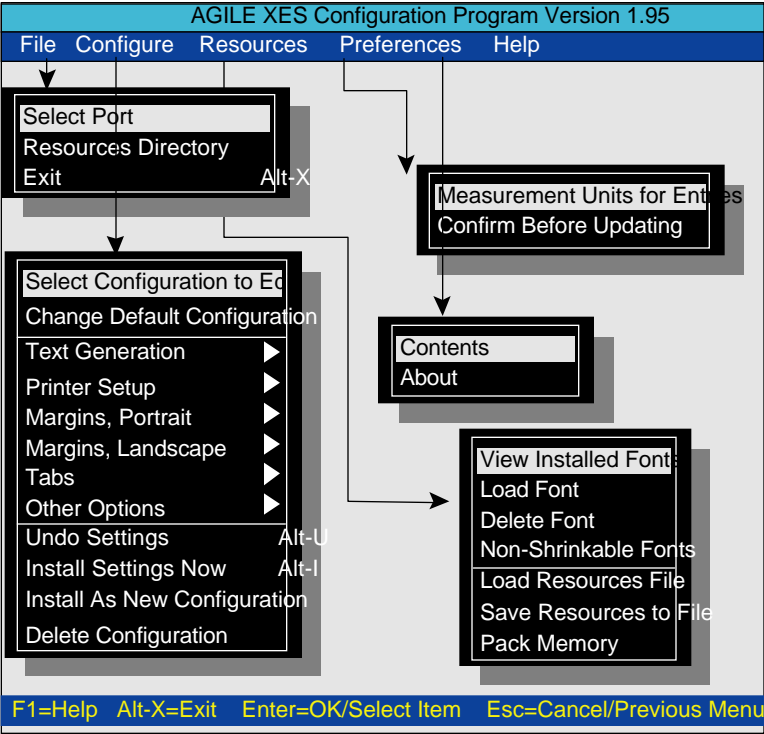 AGILE XES Configuration Program Version 1.95
File Configure Resources Preferences Help
Select Port
Resources Directory
Exit Alt-X
Measurement Units for Entries
Confirm Before Updating
Select Configuration to Ed
Change Default Configuration
Text Generation
Printer Setup
Margins, Portrait
Margins, Landscape
Tabs
Other Options
Undo Settings Alt-U
Install Settings Now Alt-I
Install As New Configuration
Delete Configuration
Contents
About
View Installed Fonts
Load Font
Delete Font
Non-Shrinkable Fonts
Load Resources File
Save Resources to File
Pack Memory
F1=Help Alt-X=Exit Enter=OK/Select Item Esc=Cancel/Previous Menu